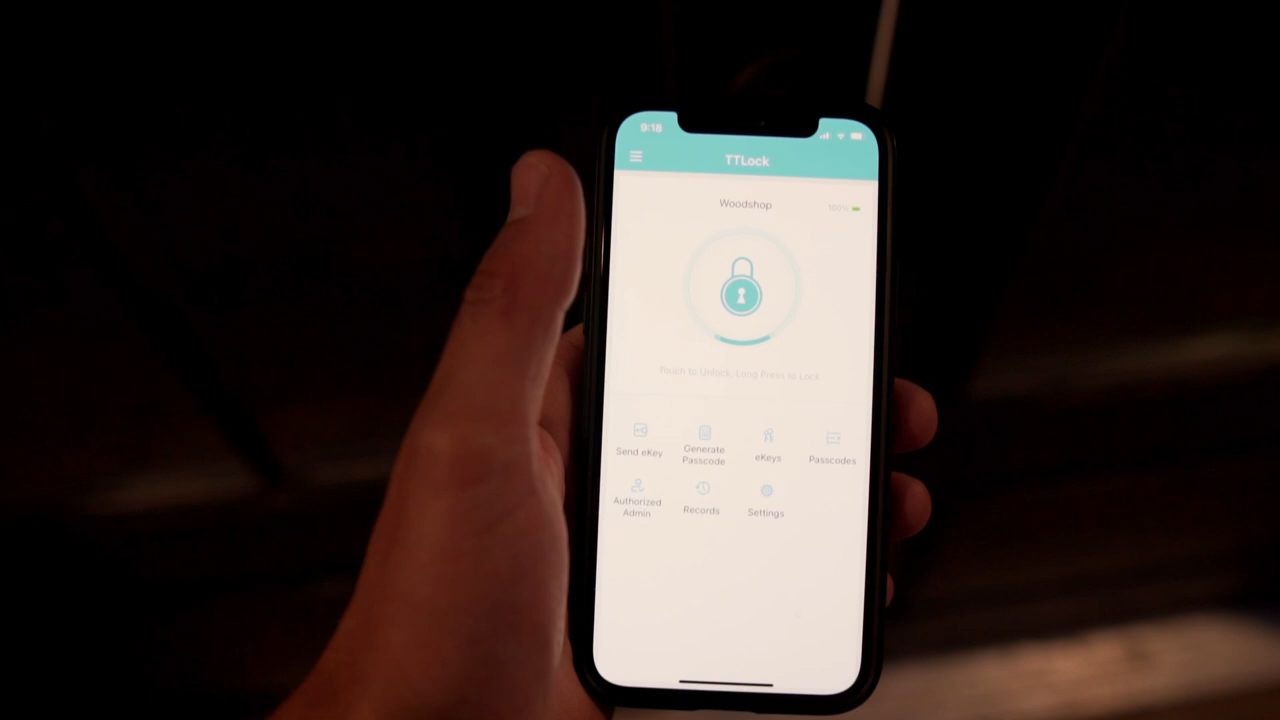 9:18
TTLock
Woodshop
100%
Touch to Unlock, Long Press to Lock
Send eKey
Generate
Passcode
eKeys
Passcodes
Authorized
Admin
Records
Settings